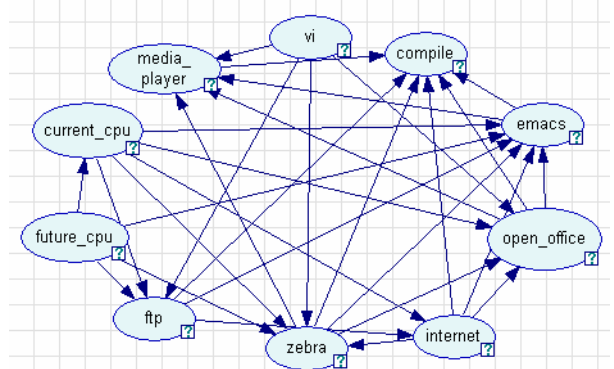 vi
?
media_
player
?
compile
?
current_cpu
?
emacs
?
future_cpu
?
open_office
?
ftp
?
zebra
?
internet
?